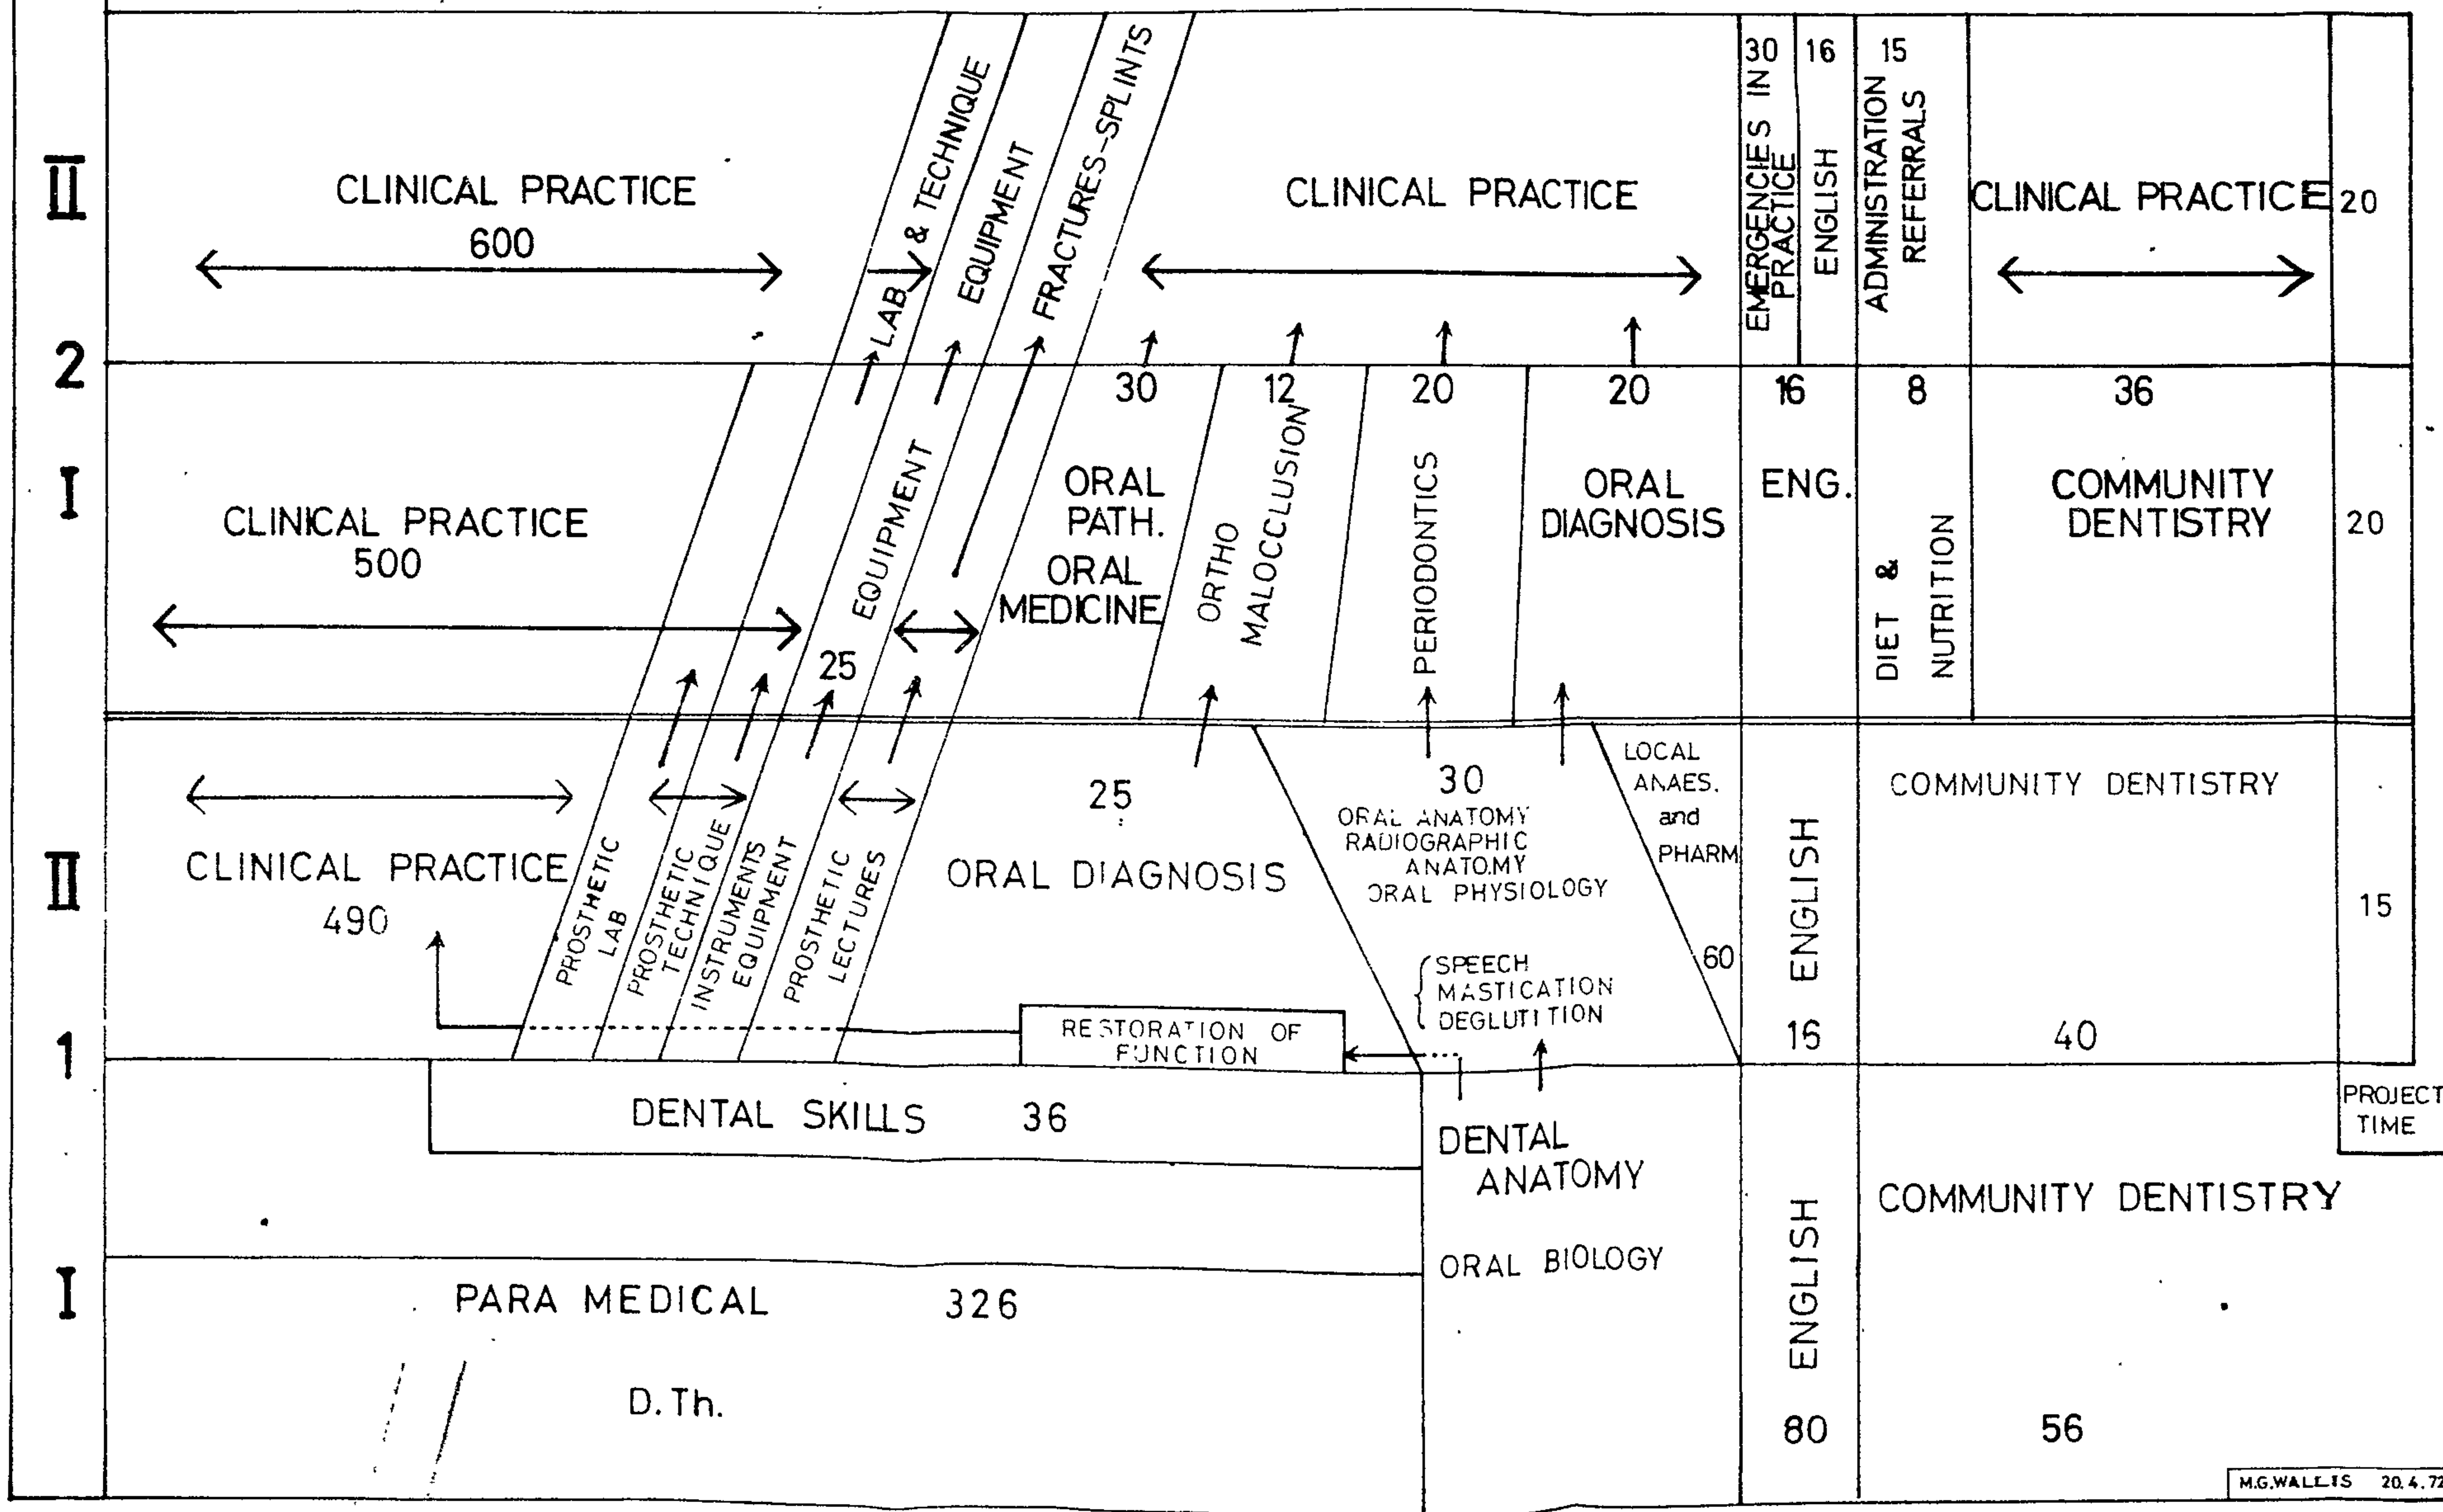 II
CLINICAL PRACTICE
600
LAB & TECHNIQUE
EQUIPMENT
FRACTURES-SPLINTS
CLINICAL PRACTICE
30
EMERGENCIES IN
PRACTICE
16
ENGLISH
15
ADMINISTRATION
REFERRALS
CLINICAL PRACTICE
20
2
I
CLINICAL PRACTICE
500
EQUIPMENT
25
30
ORAL
PATH.
ORAL
MEDICINE
12
ORTHO
MALOCCLUSION
20
PERIODONTICS
20
ORAL
DIAGNOSIS
16
ENG.
8
DIET &
NUTRITION
36
COMMUNITY
DENTISTRY
20
II
CLINICAL PRACTICE
490
PROSTHETIC
LAB
PROSTHETIC
TECHNIQUE
INSTRUMENTS
EQUIPMENT
PROSTHETIC
LECTURES
25
ORAL DIAGNOSIS
30
ORAL ANATOMY
RADIOGRAPHIC
ANATOMY
ORAL PHYSIOLOGY
SPEECH
MASTICATION
DEGLUTITION
LOCAL
ANAES.
and
PHARM
60
ENGLISH
16
COMMUNITY DENTISTRY
40
15
RESTORATION OF
FUNCTION
1
DENTAL SKILLS 36
DENTAL
ANATOMY
ORAL BIOLOGY
PROJECT
TIME
I
PARA MEDICAL 326
D.Th.
ENGLISH
80
COMMUNITY DENTISTRY
56
M.G.WALLIS 20.4.72